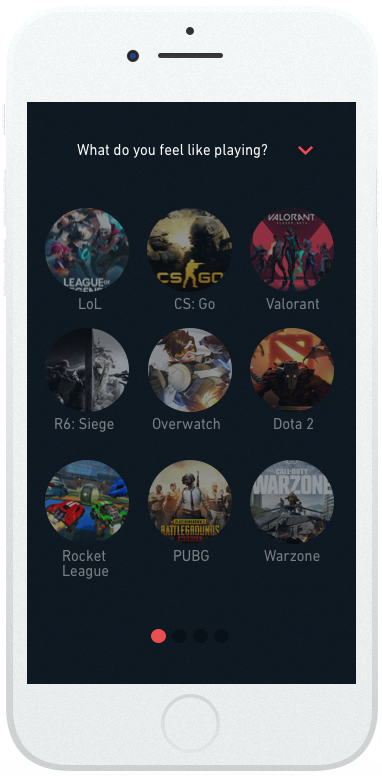 What do you feel like playing?
LEAGUE OF
LEGENDS
CS GO
VALORANT
LoL
CS: Go
Valorant
R6: Siege
Overwatch
Dota 2
BATTLEGROUNDS
CALL OF DUTY
WARZONE
Rocket
League
PUBG
Warzone